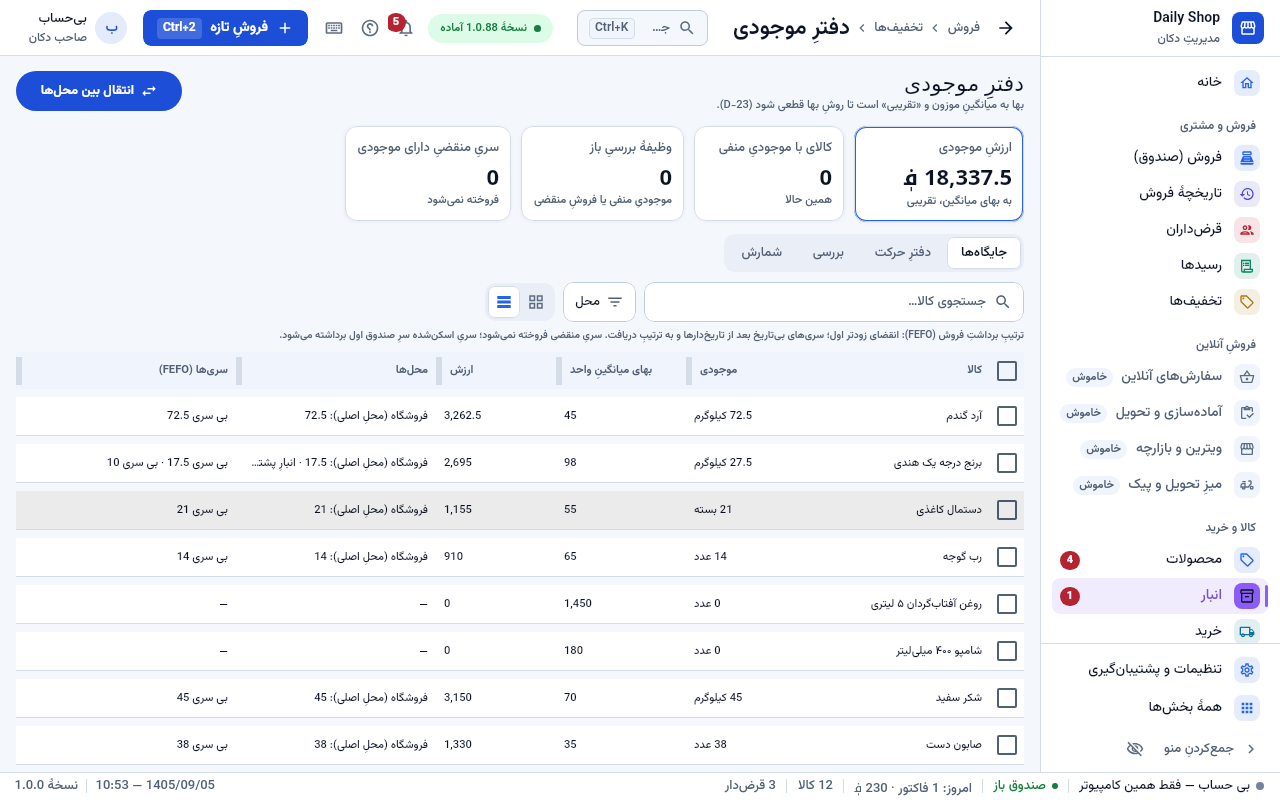 Daily Shop
مدیریتِ دکان
خانه
فروش و مشتری
فروش (صندوق)
تاریخچهٔ فروش
قرض‌داران
رسیدها
تخفیف‌ها
فروشِ آنلاین
سفارش‌های آنلاین خاموش
آماده‌سازی و تحویل خاموش
ویترین و بازارچه خاموش
میزِ تحویل و پیک خاموش
کالا و خرید
محصولات 4
انبار 1
خرید
تنظیمات و پشتیبان‌گیری
همهٔ بخش‌ها
جمع‌کردنِ منو
فروش › تخفیف‌ها › دفترِ موجودی
جـ... Ctrl+K
نسخهٔ 1.0.88 آماده
5
فروشِ تازه Ctrl+2
بی‌حساب
صاحب دکان
ب
دفترِ موجودی
بها به میانگینِ موزون و «تقریبی» است تا روشِ بها قطعی شود (D-23).
انتقال بین محل‌ها
ارزشِ موجودی
18,337.5 ؋
به بهای میانگین، تقریبی
کالای با موجودیِ منفی
0
همین حالا
وظیفهٔ بررسیِ باز
0
موجودیِ منفی یا فروشِ منقضی
سریِ منقضیِ دارای موجودی
0
فروخته نمی‌شود
جایگاه‌ها
دفترِ حرکت
بررسی
شمارش
جستجوی کالا...
محل
ترتیبِ برداشتِ فروش (FEFO): انقضای زودتر اول؛ سری‌های بی‌تاریخ بعد از تاریخ‌دارها و به ترتیبِ دریافت. سریِ منقضی فروخته نمی‌شود؛ سریِ اسکن‌شده سرِ صندوق اول برداشته می‌شود.
کالا موجودی بهای میانگینِ واحد ارزش محل‌ها سری‌ها (FEFO)
آرد گندم 72.5 کیلوگرم 45 3,262.5 فروشگاه (محلِ اصلی): 72.5 بی سری 72.5
برنج درجه یک هندی 27.5 کیلوگرم 98 2,695 فروشگاه (محلِ اصلی): 17.5 · انبارِ پشتـ... بی سری 17.5 · بی سری 10
دستمال کاغذی 21 بسته 55 1,155 فروشگاه (محلِ اصلی): 21 بی سری 21
رب گوجه 14 عدد 65 910 فروشگاه (محلِ اصلی): 14 بی سری 14
روغن آفتاب‌گردان ۵ لیتری 0 عدد 1,450 0 — —
شامپو ۴۰۰ میلی‌لیتر 0 عدد 180 0 — —
شکر سفید 45 کیلوگرم 70 3,150 فروشگاه (محلِ اصلی): 45 بی سری 45
صابون دست 38 عدد 35 1,330 فروشگاه (محلِ اصلی): 38 بی سری 38
بی حساب — فقط همین کامپیوتر
صندوق باز
امروز: 1 فاکتور · 230 ؋
12 کالا
3 قرض‌دار
1405/09/05 — 10:53
نسخهٔ 1.0.0